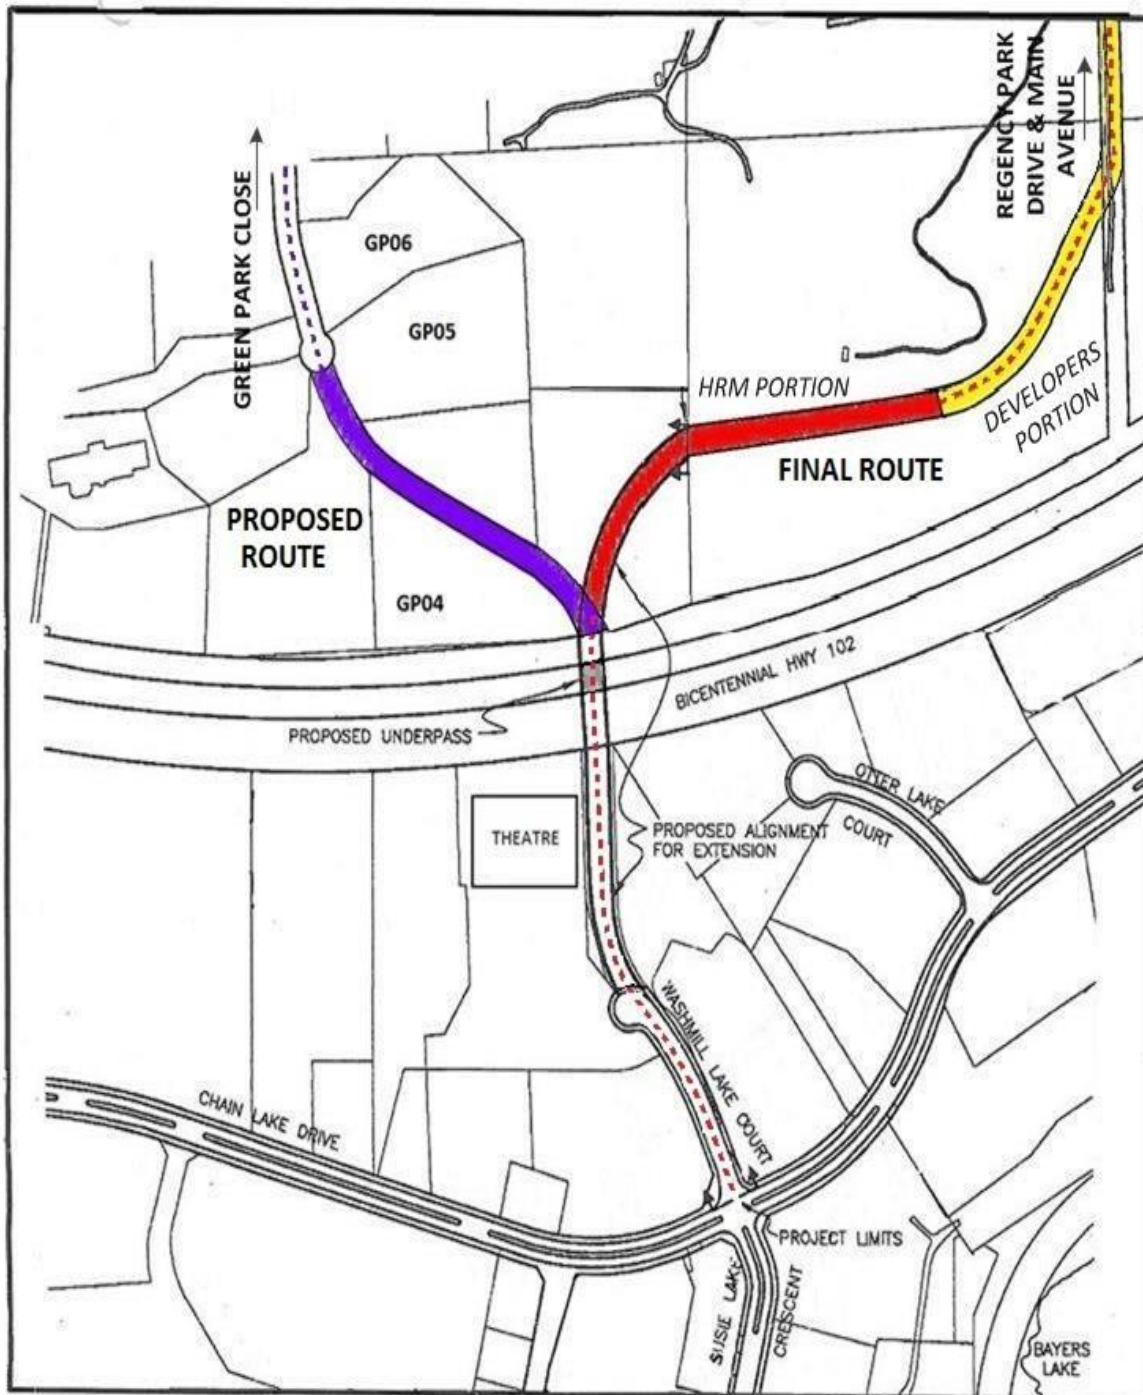 GREEN PARK CLOSE
REGENCY PARK
DRIVE & MAIN
AVENUE
GP06
GP05
HRM PORTION
DEVELOPERS
PORTION
FINAL ROUTE
PROPOSED
ROUTE
GP04
BICENTENNIAL HWY 102
PROPOSED UNDERPASS
THEATRE
PROPOSED ALIGNMENT
FOR EXTENSION
OTTER LAKE
COURT
WASHMILL LAKE COURT
CHAIN LAKE DRIVE
PROJECT LIMITS
SUSIE LAKE
CRESCENT
BAYERS
LAKE